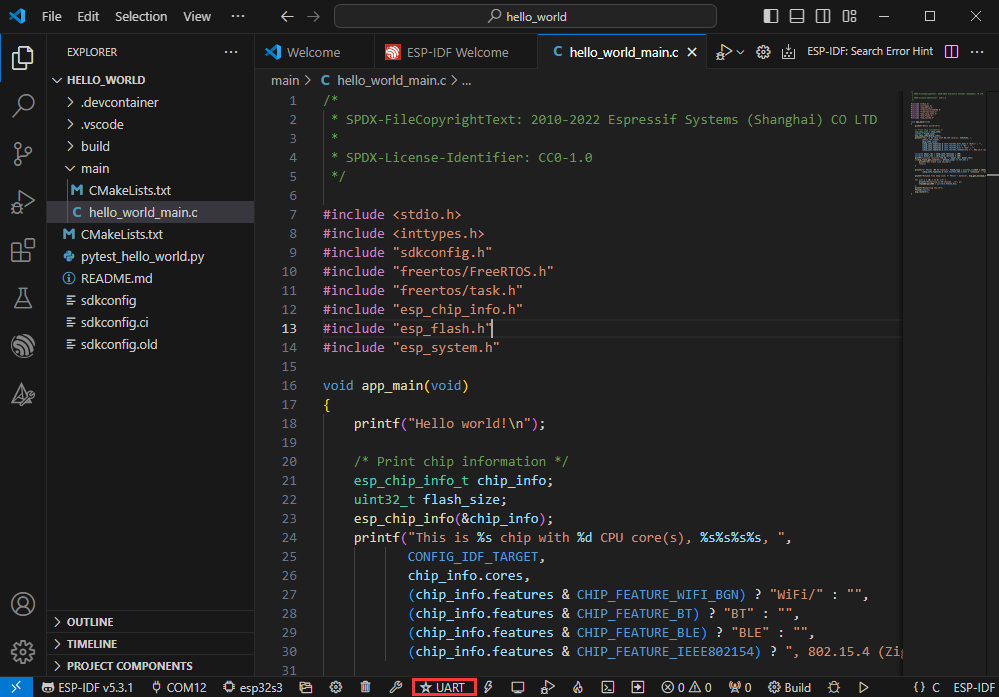 File Edit Selection View ··· hello_world
EXPLORER ···
Welcome ESP-IDF Welcome C hello_world_main.c ESP-IDF: Search Error Hint ···
main > C hello_world_main.c > ...
HELLO_WORLD
.devcontainer
.vscode
build
main
M CMakeLists.txt
C hello_world_main.c
M CMakeLists.txt
pytest_hello_world.py
README.md
sdkconfig
sdkconfig.ci
sdkconfig.old
OUTLINE
TIMELINE
PROJECT COMPONENTS
1 /*
2 * SPDX-FileCopyrightText: 2010-2022 Espressif Systems (Shanghai) CO LTD
3 *
4 * SPDX-License-Identifier: CC0-1.0
5 */
6
7 #include <stdio.h>
8 #include <inttypes.h>
9 #include "sdkconfig.h"
10 #include "freertos/FreeRTOS.h"
11 #include "freertos/task.h"
12 #include "esp_chip_info.h"
13 #include "esp_flash.h"
14 #include "esp_system.h"
15
16 void app_main(void)
17 {
18 printf("Hello world!\n");
19
20 /* Print chip information */
21 esp_chip_info_t chip_info;
22 uint32_t flash_size;
23 esp_chip_info(&chip_info);
24 printf("This is %s chip with %d CPU core(s), %s%s%s%s, ",
25 CONFIG_IDF_TARGET,
26 chip_info.cores,
27 (chip_info.features & CHIP_FEATURE_WIFI_BGN) ? "WiFi/" : "",
28 (chip_info.features & CHIP_FEATURE_BT) ? "BT" : "",
29 (chip_info.features & CHIP_FEATURE_BLE) ? "BLE" : "",
30 (chip_info.features & CHIP_FEATURE_IEEE802154) ? ", 802.15.4 (Zig
31
ESP-IDF v5.3.1 COM12 esp32s3 UART 0 0 0 Build {} C ESP-IDF